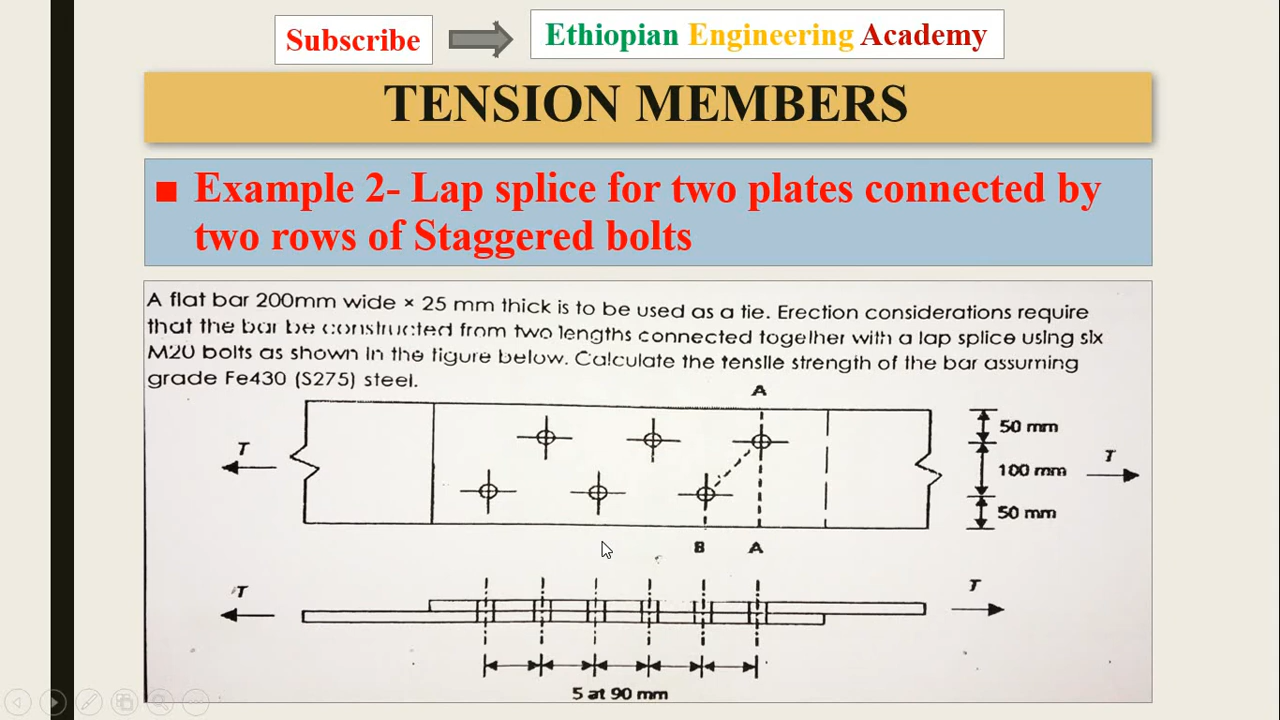 Subscribe
Ethiopian Engineering Academy
TENSION MEMBERS
Example 2- Lap splice for two plates connected by
two rows of Staggered bolts
A flat bar 200mm wide × 25 mm thick is to be used as a tie. Erection considerations require
that the bar be constructed from two lengths connected together with a lap splice using six
M20 bolts as shown in the figure below. Calculate the tensile strength of the bar assuming
grade Fe430 (S275) steel.
A
50 mm
T
T
100 mm
50 mm
B
A
T
T
5 at 90 mm